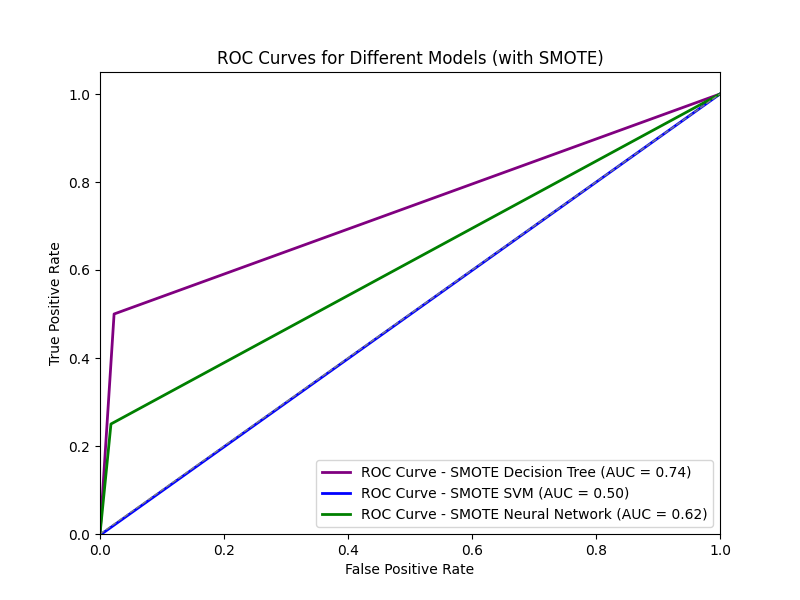 ROC Curves for Different Models (with SMOTE)
1.0
0.8
0.6
0.4
0.2
0.0
True Positive Rate
ROC Curve - SMOTE Decision Tree (AUC = 0.74)
ROC Curve - SMOTE SVM (AUC = 0.50)
ROC Curve - SMOTE Neural Network (AUC = 0.62)
0.0 0.2 0.4 0.6 0.8 1.0
False Positive Rate